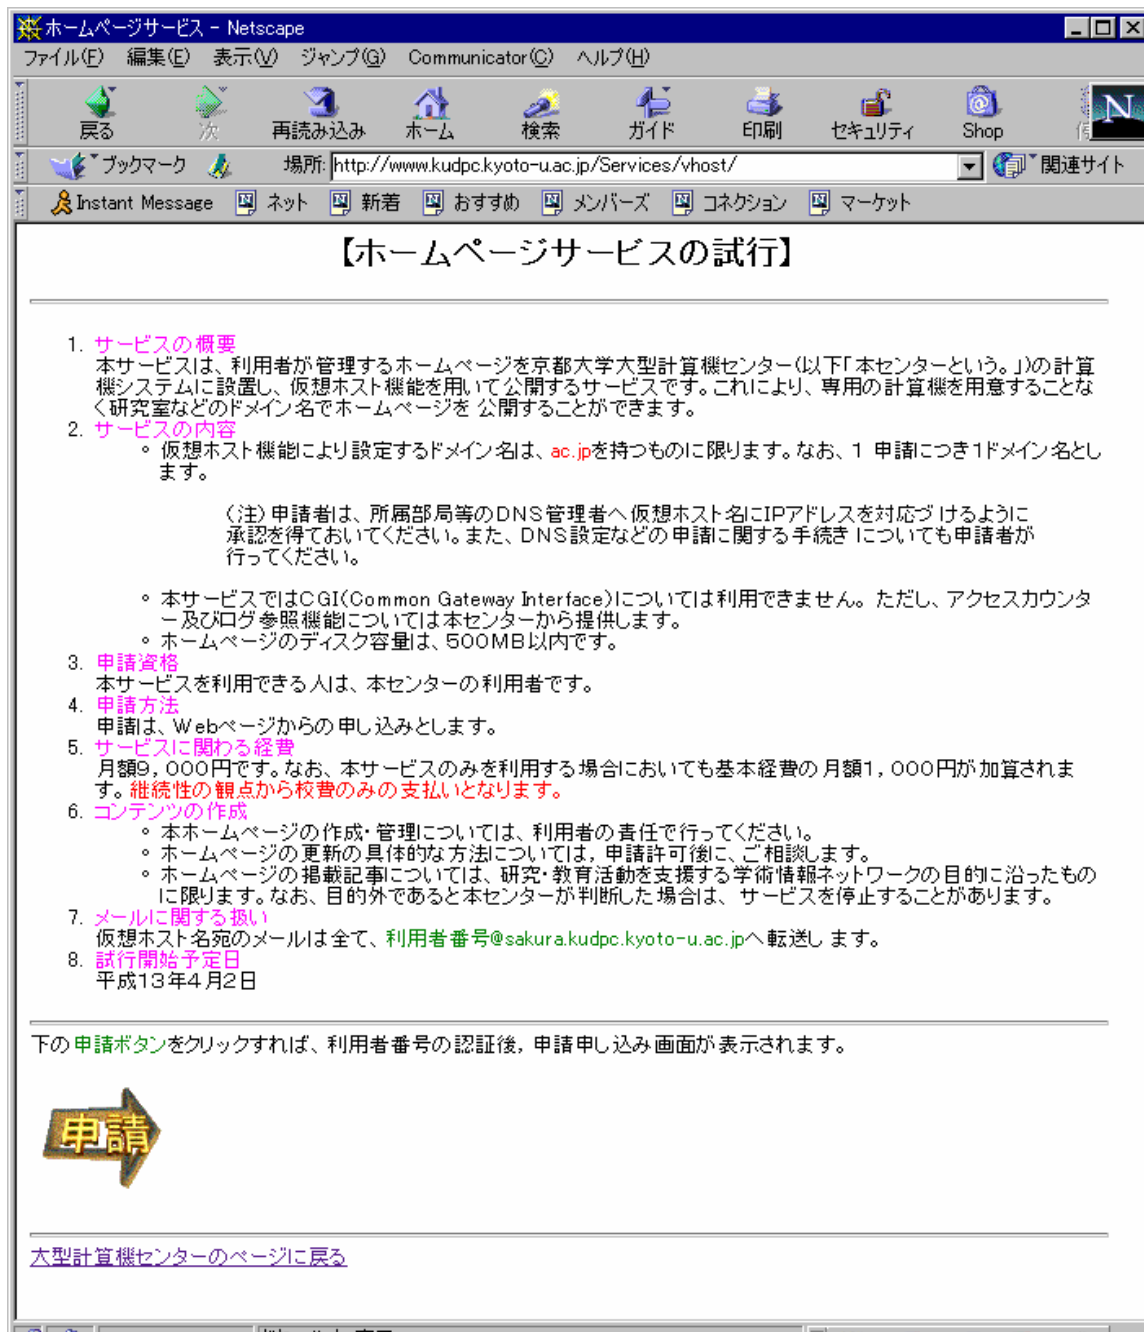 ホームページサービス - Netscape
ファイル(F) 編集(E) 表示(V) ジャンプ(G) Communicator(C) ヘルプ(H)
戻る 次 再読み込み ホーム 検索 ガイド 印刷 セキュリティ Shop N
ブックマーク 場所: http://www.kudpc.kyoto-u.ac.jp/Services/vhost/ 関連サイト
Instant Message ネット 新着 おすすめ メンバーズ コネクション マーケット
【ホームページサービスの試行】
1. サービスの概要
本サービスは、利用者が管理するホームページを京都大学大型計算機センター(以下「本センターという。」)の計算
機システムに設置し、仮想ホスト機能を用いて公開するサービスです。これにより、専用の計算機を用意することな
く研究室などのドメイン名でホームページを 公開することができます。
2. サービスの内容
○ 仮想ホスト機能により設定するドメイン名は、ac.jpを持つものに限ります。なお、1 申請につき1ドメイン名とし
ます。
(注)申請者は、所属部局等のDNS管理者へ仮想ホスト名にIPアドレスを対応づけるように
承認を得ておいてください。また、DNS設定などの申請に関する手続きについても申請者が
行ってください。
○ 本サービスではCGI(Common Gateway Interface)については利用できません。ただし、アクセスカウンタ
ー及びログ参照機能については本センターから提供します。
○ ホームページのディスク容量は、500MB以内です。
3. 申請資格
本サービスを利用できる人は、本センターの利用者です。
4. 申請方法
申請は、Webページからの申し込みとします。
5. サービスに関わる経費
月額9,000円です。なお、本サービスのみを利用する場合においても基本経費の月額1,000円が加算されま
す。継続性の観点から校費のみの支払いとなります。
6. コンテンツの作成
○ 本ホームページの作成・管理については、利用者の責任で行ってください。
○ ホームページの更新の具体的な方法については,申請許可後に、ご相談します。
○ ホームページの掲載記事については、研究・教育活動を支援する学術情報ネットワークの目的に沿ったもの
に限ります。なお、目的外であると本センターが判断した場合は、サービスを停止することがあります。
7. メールに関する扱い
仮想ホスト名宛のメールは全て、利用者番号@sakura.kudpc.kyoto-u.ac.jpへ転送し ます。
8. 試行開始予定日
平成13年4月2日
下の申請ボタンをクリックすれば、利用者番号の認証後,申請申し込み画面が表示されます。
申請
大型計算機センターのページに戻る